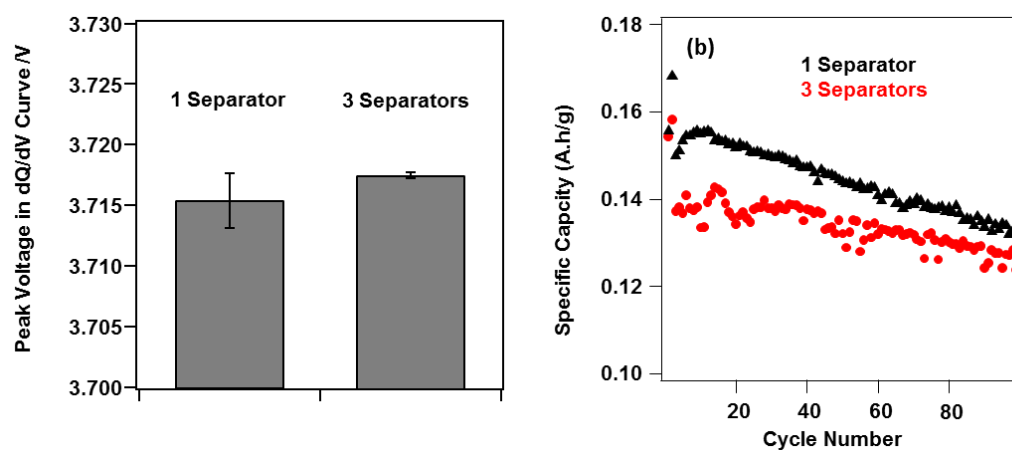 Peak Voltage in dQ/dV Curve /V
3.730
3.725
3.720
3.715
3.710
3.705
3.700
1 Separator
3 Separators
Specific Capcity (A.h/g)
0.18
0.16
0.14
0.12
0.10
(b)
1 Separator
3 Separators
20
40
60
80
Cycle Number